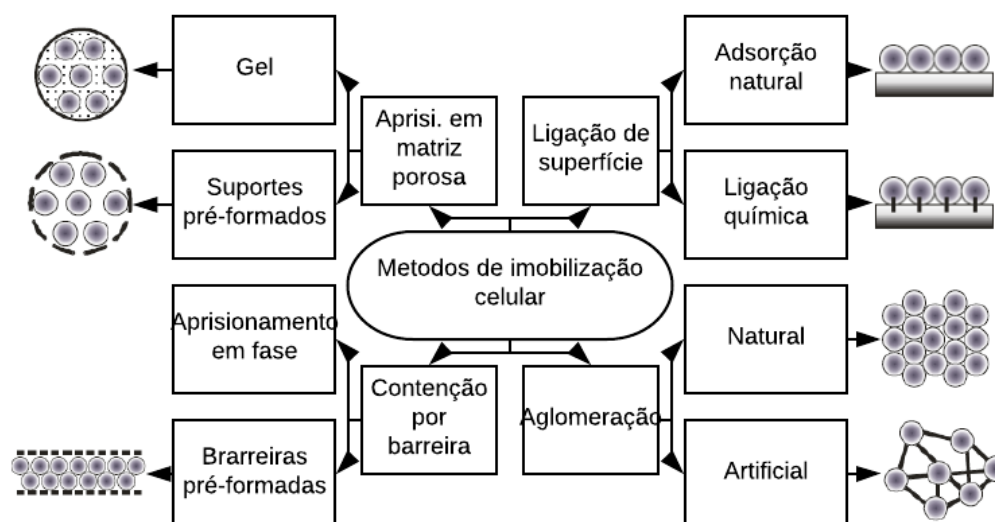 Gel
Aprisi. em
matriz
porosa
Suportes
pré-formados
Ligação de
superfície
Adsorção
natural
Ligação
química
Metodos de imobilização
celular
Aprisionamento
em fase
Contenção
por
barreira
Brarreiras
pré-formadas
Aglomeração
Natural
Artificial